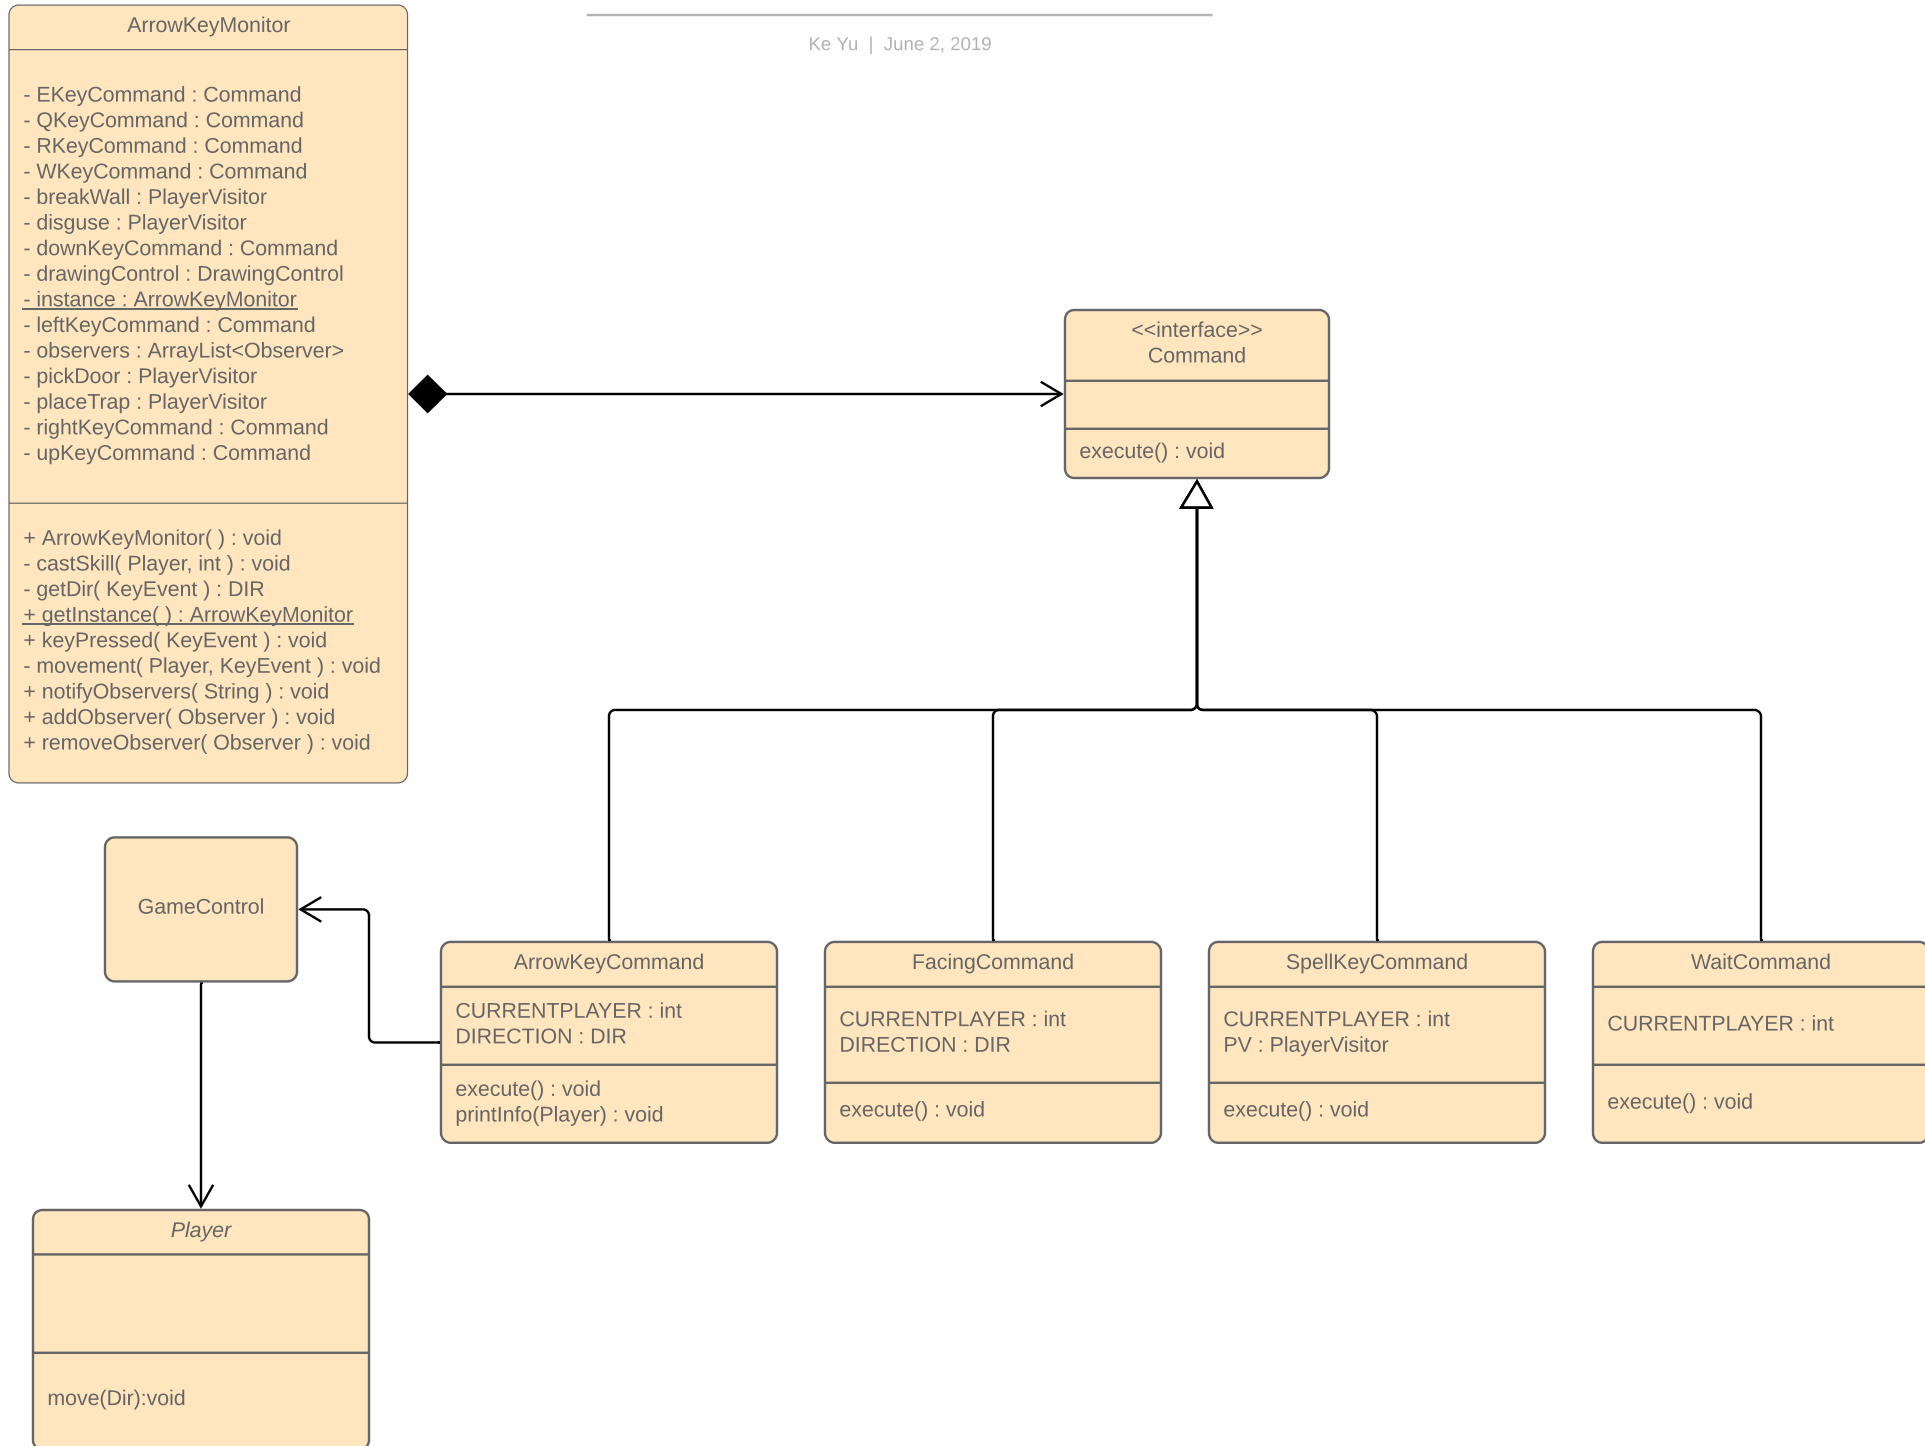 ArrowKeyMonitor
- EKeyCommand : Command
- QKeyCommand : Command
- RKeyCommand : Command
- WKeyCommand : Command
- breakWall : PlayerVisitor
- disguse : PlayerVisitor
- downKeyCommand : Command
- drawingControl : DrawingControl
- instance : ArrowKeyMonitor
- leftKeyCommand : Command
- observers : ArrayList<Observer>
- pickDoor : PlayerVisitor
- placeTrap : PlayerVisitor
- rightKeyCommand : Command
- upKeyCommand : Command
+ ArrowKeyMonitor( ) : void
- castSkill( Player, int ) : void
- getDir( KeyEvent ) : DIR
+ getInstance( ) : ArrowKeyMonitor
+ keyPressed( KeyEvent ) : void
- movement( Player, KeyEvent ) : void
+ notifyObservers( String ) : void
+ addObserver( Observer ) : void
+ removeObserver( Observer ) : void
Ke Yu | June 2, 2019
<<interface>>
Command
execute() : void
GameControl
ArrowKeyCommand
CURRENTPLAYER : int
DIRECTION : DIR
execute() : void
printInfo(Player) : void
FacingCommand
CURRENTPLAYER : int
DIRECTION : DIR
execute() : void
SpellKeyCommand
CURRENTPLAYER : int
PV : PlayerVisitor
execute() : void
WaitCommand
CURRENTPLAYER : int
execute() : void
Player
move(Dir):void